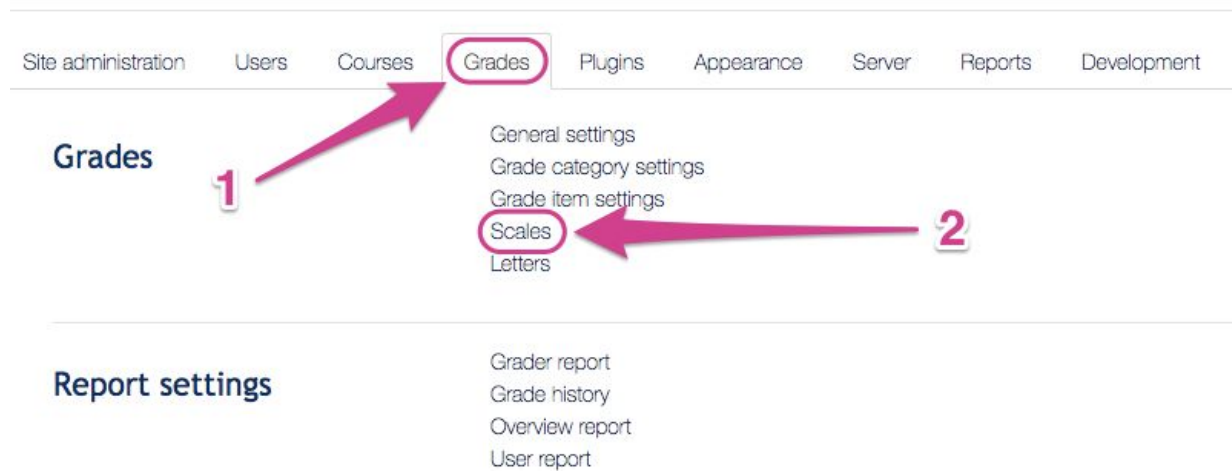 Site administration Users Courses Grades Plugins Appearance Server Reports Development
Grades
1
General settings
Grade category settings
Grade item settings
Scales
2
Letters
Report settings
Grader report
Grade history
Overview report
User report